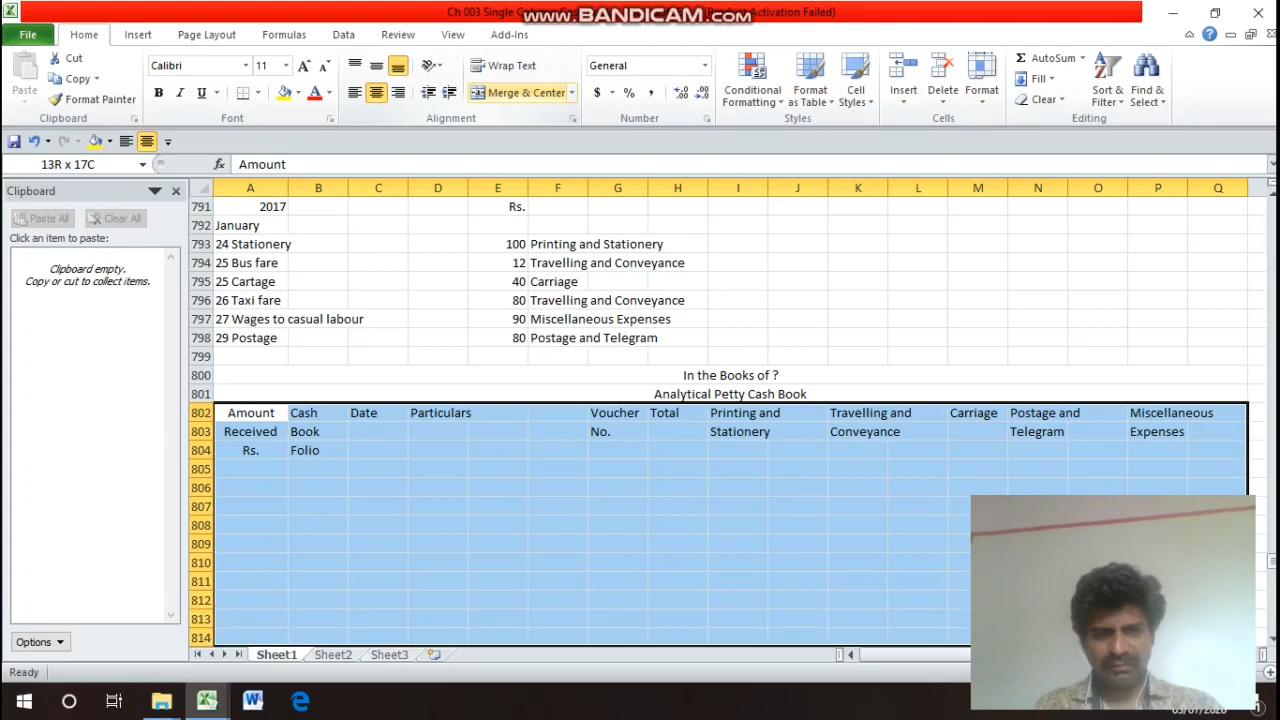 Ch 003 Single
www.BANDICAM.com
Activation Failed)
File Home Insert Page Layout Formulas Data Review View Add-Ins
Cut
Copy
Format Painter
Paste
Clipboard
Calibri 11
B I U
Font
Wrap Text
Merge & Center
Alignment
General
$ % ,
Number
Conditional Formatting
Format as Table
Cell Styles
Styles
Insert Delete Format
Cells
AutoSum
Fill
Clear
Sort & Filter
Find & Select
Editing
13R x 17C fx Amount
Clipboard
Paste All Clear All
Click an item to paste:
Clipboard empty.
Copy or cut to collect items.
Options
A B C D E F G H I J K L M N O P Q
791 2017 Rs.
792 January
793 24 Stationery 100 Printing and Stationery
794 25 Bus fare 12 Travelling and Conveyance
795 25 Cartage 40 Carriage
796 26 Taxi fare 80 Travelling and Conveyance
797 27 Wages to casual labour 90 Miscellaneous Expenses
798 29 Postage 80 Postage and Telegram
799
800 In the Books of ?
801 Analytical Petty Cash Book
802 Amount Cash Date Particulars Voucher Total Printing and Travelling and Carriage Postage and Miscellaneous
803 Received Book No. Stationery Conveyance Telegram Expenses
804 Rs. Folio
805
806
807
808
809
810
811
812
813
814
Sheet1 Sheet2 Sheet3
Ready